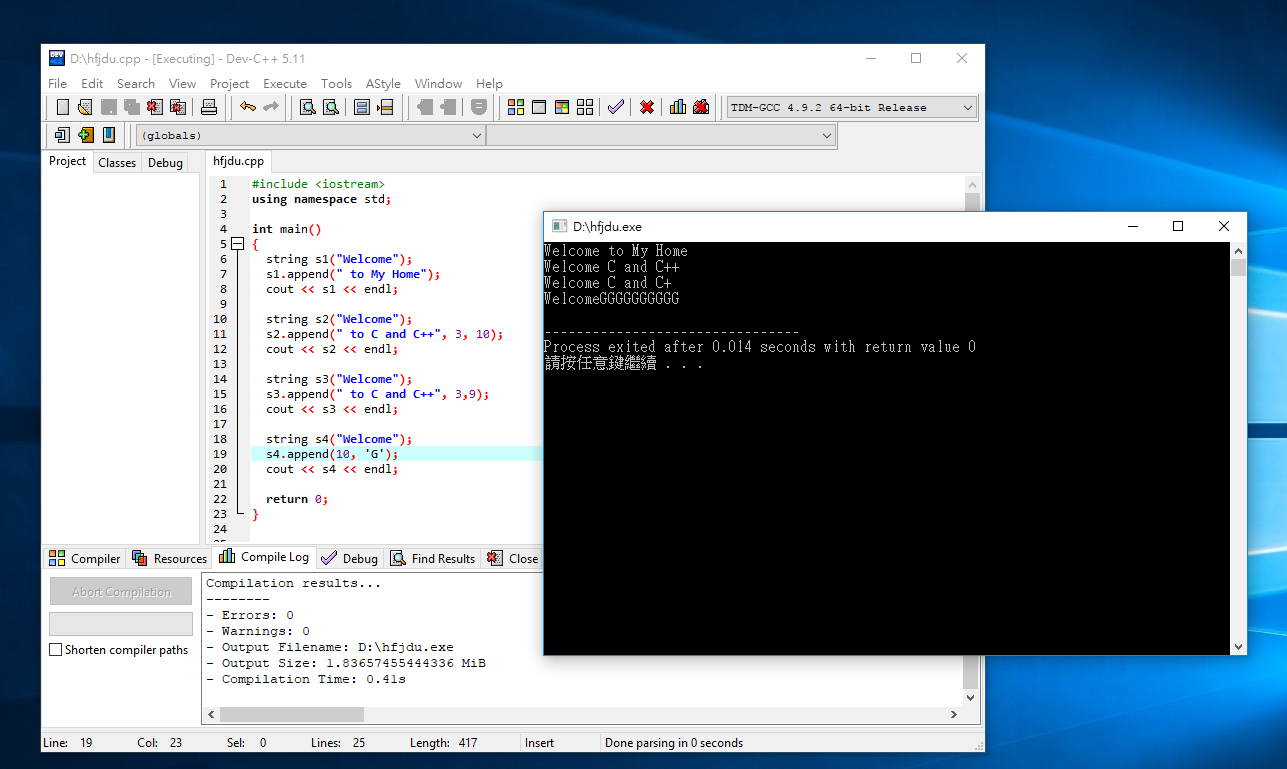 D:\hfjdu.cpp - [Executing] - Dev-C++ 5.11
File Edit Search View Project Execute Tools AStyle Window Help
TDM-GCC 4.9.2 64-bit Release
(globals)
Project Classes Debug
hfjdu.cpp
1 #include <iostream>
2 using namespace std;
3
4 int main()
5 {
6 string s1("Welcome");
7 s1.append(" to My Home");
8 cout << s1 << endl;
9
10 string s2("Welcome");
11 s2.append(" to C and C++", 3, 10);
12 cout << s2 << endl;
13
14 string s3("Welcome");
15 s3.append(" to C and C++", 3,9);
16 cout << s3 << endl;
17
18 string s4("Welcome");
19 s4.append(10, 'G');
20 cout << s4 << endl;
21
22 return 0;
23 }
24
D:\hfjdu.exe
Welcome to My Home
Welcome C and C++
Welcome C and C+
WelcomeGGGGGGGGGG
--------------------------------
Process exited after 0.014 seconds with return value 0
請按任意鍵繼續 . . .
Compiler Resources Compile Log Debug Find Results Close
Abort Compilation
Shorten compiler paths
Compilation results...
--------
- Errors: 0
- Warnings: 0
- Output Filename: D:\hfjdu.exe
- Output Size: 1.83657455444336 MiB
- Compilation Time: 0.41s
Line: 19 Col: 23 Sel: 0 Lines: 25 Length: 417 Insert Done parsing in 0 seconds